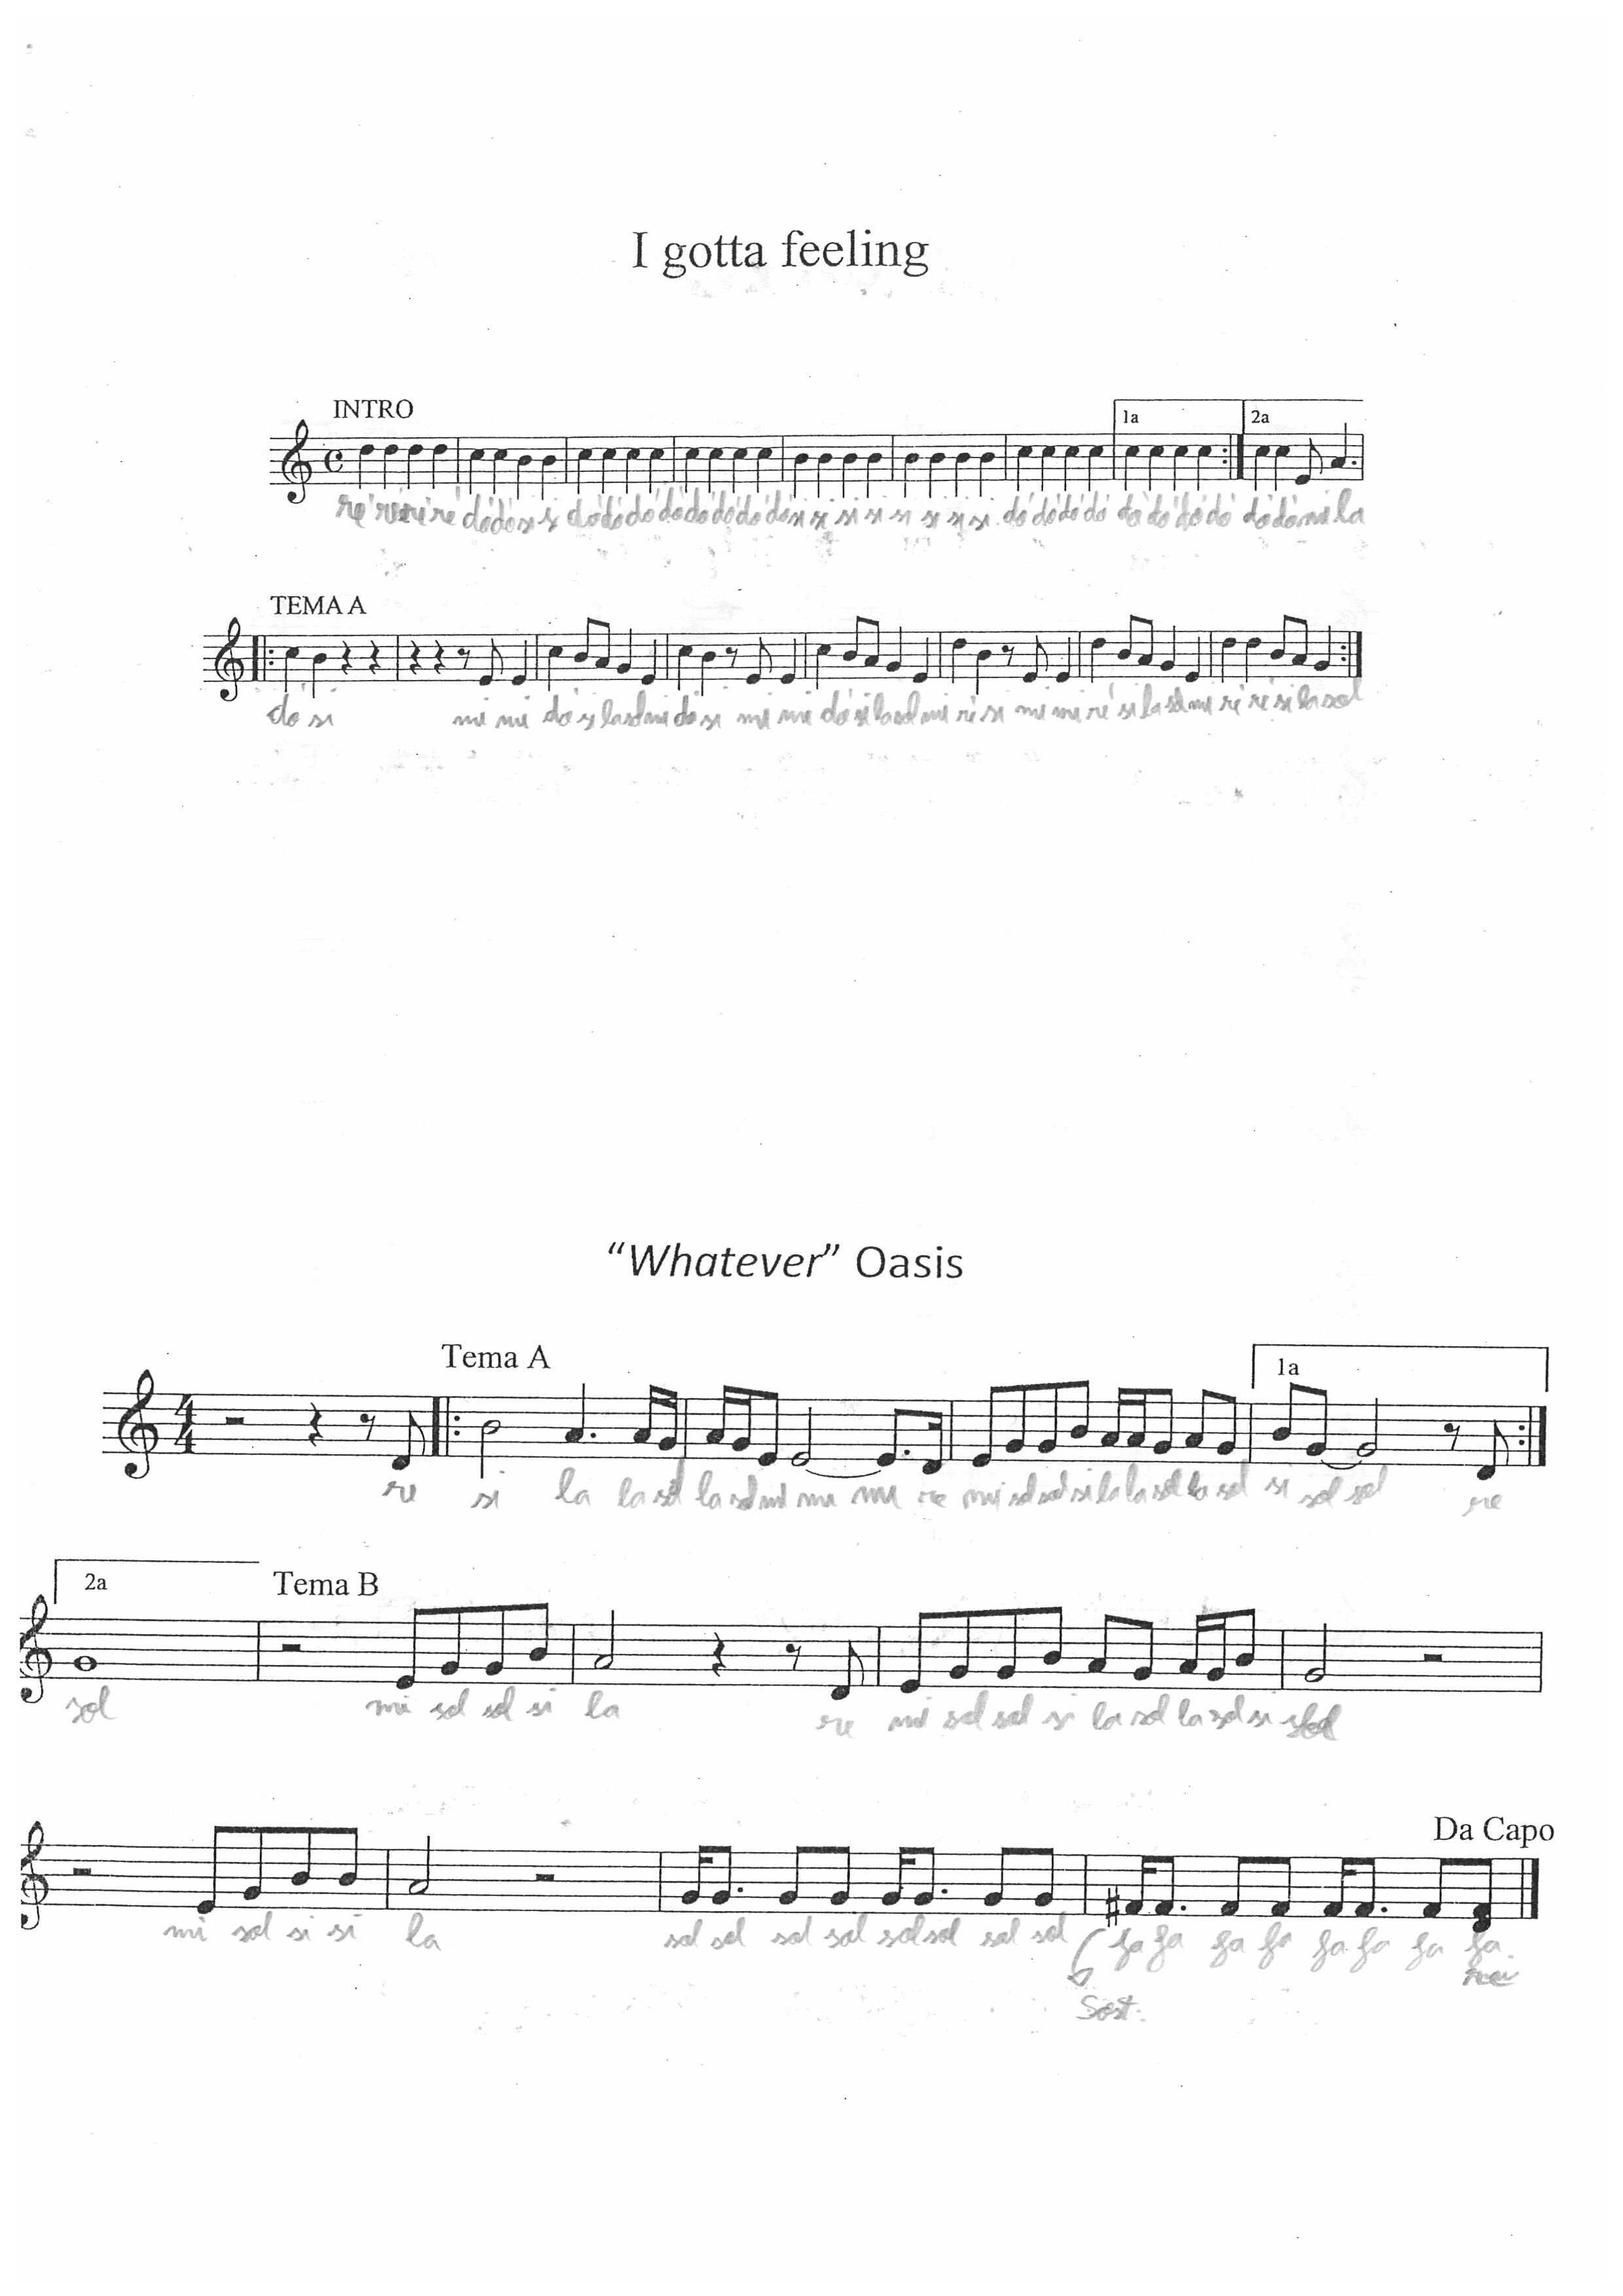 I gotta feeling
INTRO 1a 2a
ré' ré' ré' ré' dó' dó' si si dó' dó' dó' dó' dó' dó' dó' dó' si si si si si si si si dó' dó' dó' dó' dó' dó' dó' dó' dó' dó' mi la
TEMA A
dó' si mi mi dó' si la sol mi dó' si mi mi dó' si la sol mi ré' si mi mi ré' si la sol mi ré' ré' si la sol
“Whatever” Oasis
Tema A 1a
4
4
re si la la sol la sol mi mi mi re mi sol sol si la la sol la sol si sol sol re
2a Tema B
sol mi sol sol si la re mi sol sol si la sol la sol si sol
Da Capo
mi sol si si la sol sol sol sol sol sol sol sol fa fa fa fa fa fa fa fa
Sost.